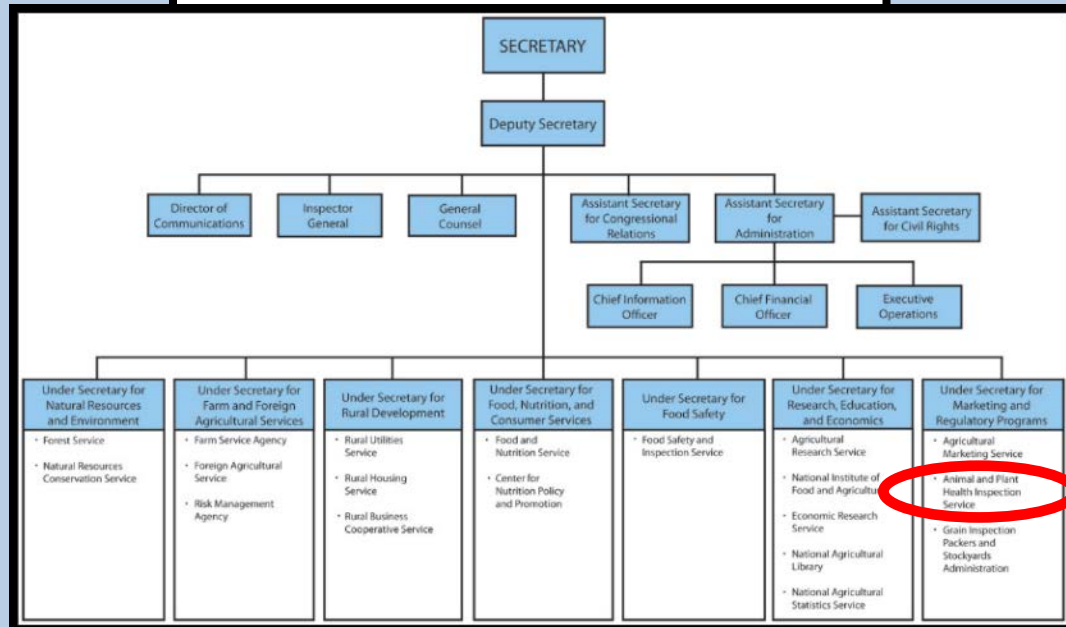 SECRETARY
Deputy Secretary
Director of
Communications
Inspector
General
General
Counsel
Assistant Secretary
for Congressional
Relations
Assistant Secretary
for
Administration
Assistant Secretary
for Civil Rights
Chief Information
Officer
Chief Financial
Officer
Executive
Operations
Under Secretary for
Natural Resources
and Environment
• Forest Service
• Natural Resources
Conservation Service
Under Secretary for
Farm and Foreign
Agricultural Services
• Farm Service Agency
• Foreign Agricultural
Service
• Risk Management
Agency
Under Secretary for
Rural Development
• Rural Utilities
Service
• Rural Housing
Service
• Rural Business
Cooperative Service
Under Secretary for
Food, Nutrition, and
Consumer Services
• Food and
Nutrition Service
• Center for
Nutrition Policy
and Promotion
Under Secretary for
Food Safety
• Food Safety and
Inspection Service
Under Secretary for
Research, Education,
and Economics
• Agricultural
Research Service
• National Institute of
Food and Agriculture
• Economic Research
Service
• National Agricultural
Library
• National Agricultural
Statistics Service
Under Secretary for
Marketing and
Regulatory Programs
• Agricultural
Marketing Service
• Animal and Plant
Health Inspection
Service
• Grain Inspection
Packers and
Stockyards
Administration